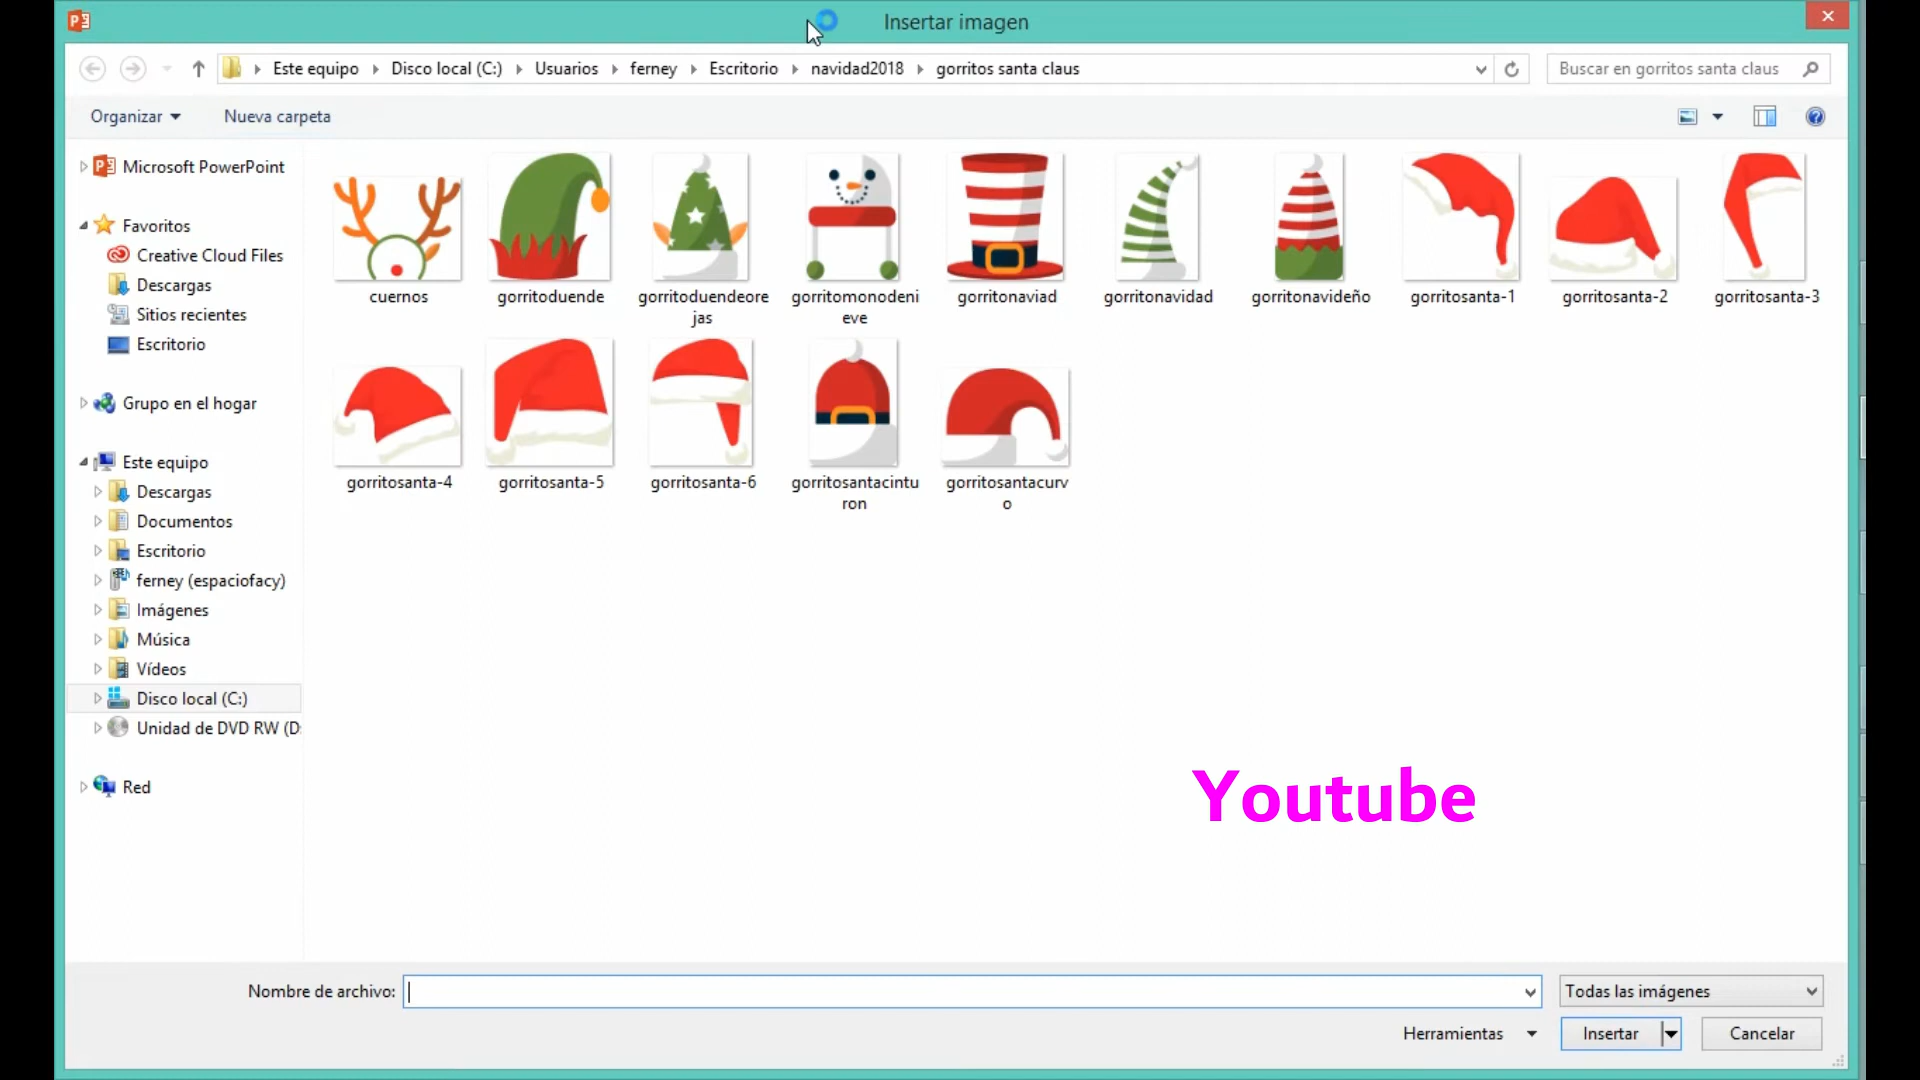 Insertar imagen
Este equipo Disco local (C:) Usuarios ferney Escritorio navidad2018 gorritos santa claus
Buscar en gorritos santa claus
Organizar Nueva carpeta
Microsoft PowerPoint
Favoritos
Creative Cloud Files
Descargas
Sitios recientes
Escritorio
Grupo en el hogar
Este equipo
Descargas
Documentos
Escritorio
ferney (espaciofacy)
Imágenes
Música
Vídeos
Disco local (C:)
Unidad de DVD RW (D:
Red
cuernos
gorritoduende
gorritoduendeore
jas
gorritomonodeni
eve
gorritonaviad
gorritonavidad
gorritonavideño
gorritosanta-1
gorritosanta-2
gorritosanta-3
gorritosanta-4
gorritosanta-5
gorritosanta-6
gorritosantacintu
ron
gorritosantacurv
o
Youtube
Nombre de archivo:
Todas las imágenes
Herramientas Insertar Cancelar